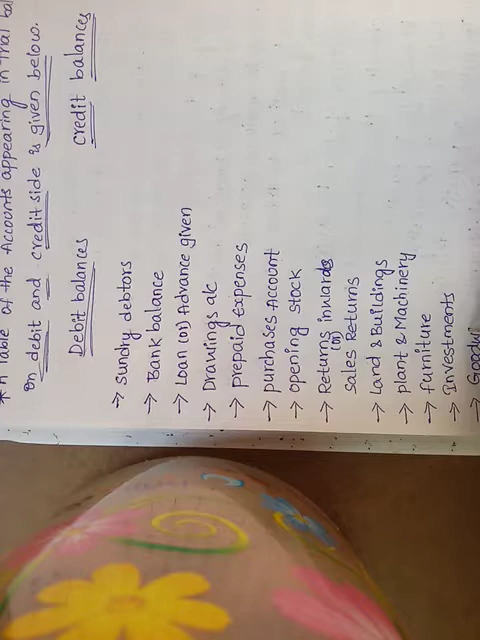 * A Table of the Accounts appearing in Trial bal
on debit and credit side is given below.
Debit balances credit balances
→ Sundry debtors
→ Bank balance
→ Loan (or) Advance given
→ Drawings a/c
→ prepaid expenses
→ purchases Account
→ opening stock
→ Returns inwards
(or)
sales Returns
→ Land & Buildings
→ plant & Machinery
→ furniture
→ Investments
→ Goodwi